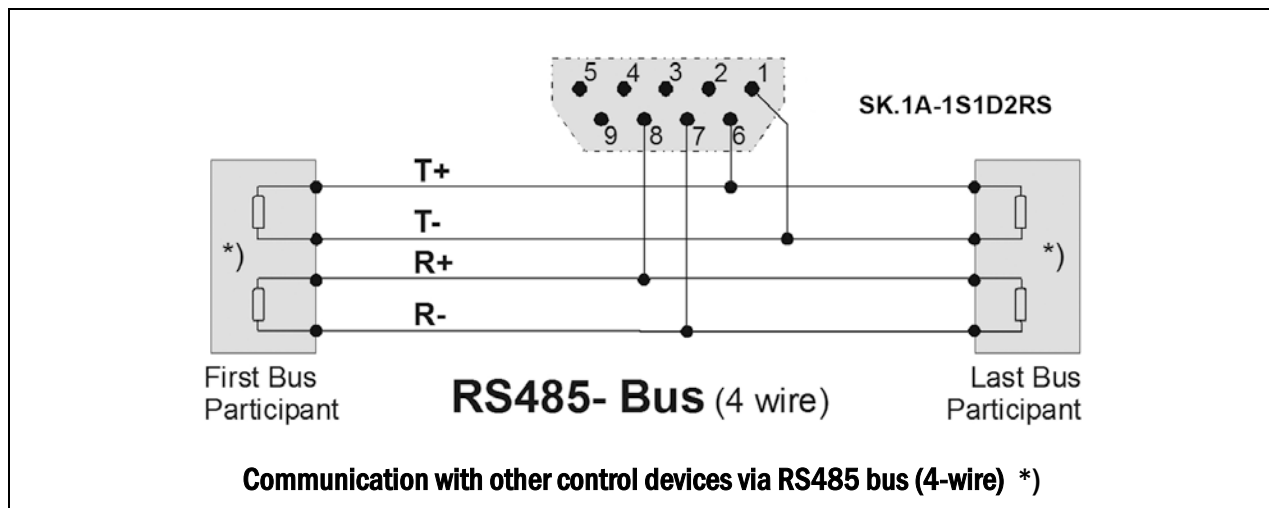 5 4 3 2 1
SK.1A-1S1D2RS
9 8 7 6
T+
T-
*) *)
R+
R-
First Bus
Participant
Last Bus
Participant
RS485- Bus (4 wire)
Communication with other control devices via RS485 bus (4-wire) *)